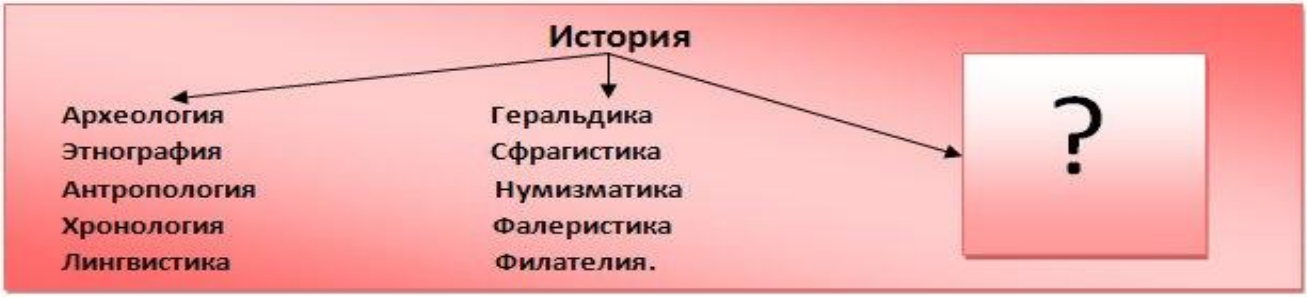 История
Археология
Этнография
Антропология
Хронология
Лингвистика
Геральдика
Сфрагистика
Нумизматика
Фалеристика
Филателия.
?